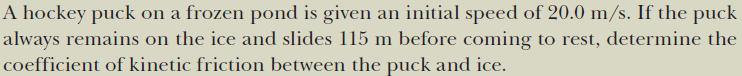 A hockey puck on a frozen pond is given an initial speed of 20.0 m/s. If the puck
always remains on the ice and slides 115 m before coming to rest, determine the
coefficient of kinetic friction between the puck and ice.